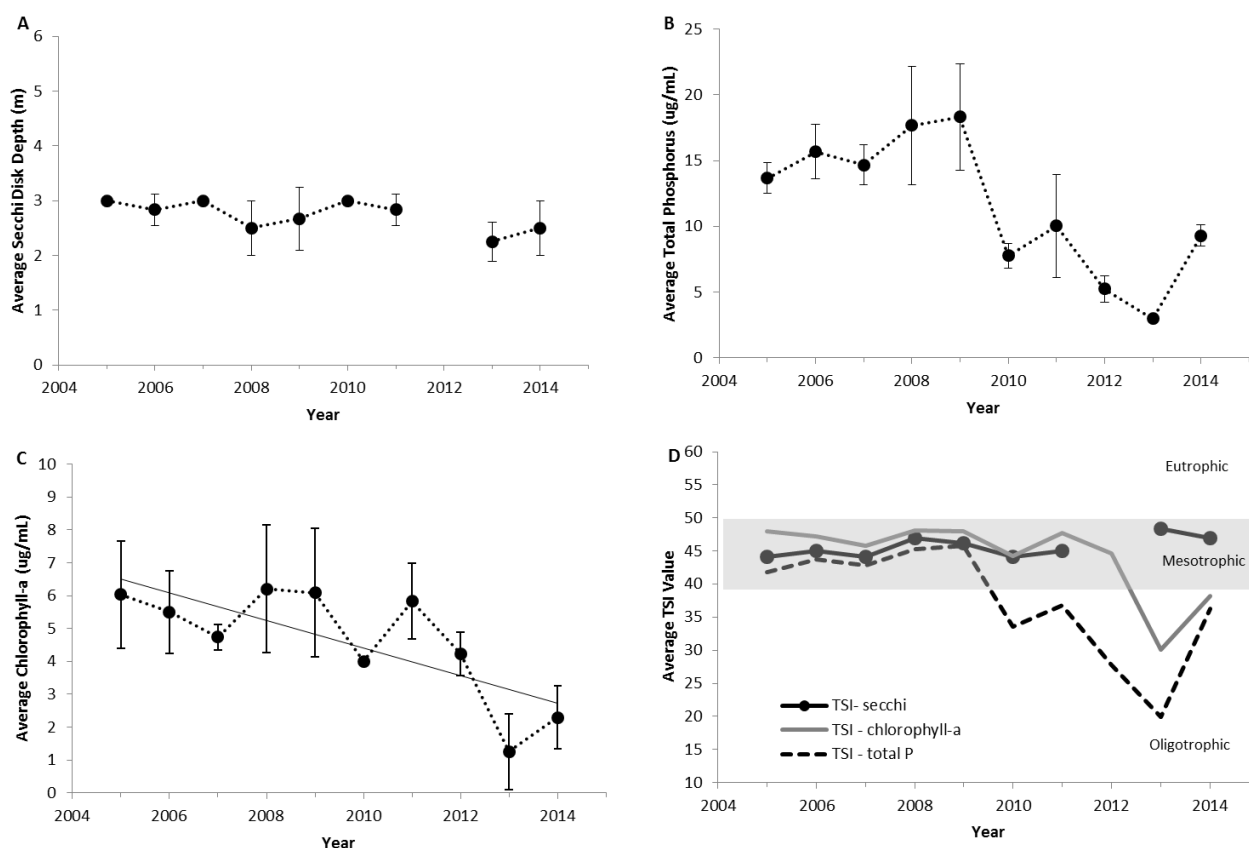 A
Average Secchi Disk Depth (m)
6
5
4
3
2
1
0
2004 2006 2008 2010 2012 2014
Year
B
Average Total Phosphorus (ug/mL)
25
20
15
10
5
0
2004 2006 2008 2010 2012 2014
Year
C
Average Chlorophyll-a (ug/mL)
10
9
8
7
6
5
4
3
2
1
0
2004 2006 2008 2010 2012 2014
Year
D
Average TSI Value
60
55
50
45
40
35
30
25
20
15
10
Eutrophic
Mesotrophic
Oligotrophic
TSI- secchi
TSI - chlorophyll-a
TSI - total P
2004 2006 2008 2010 2012 2014
Year